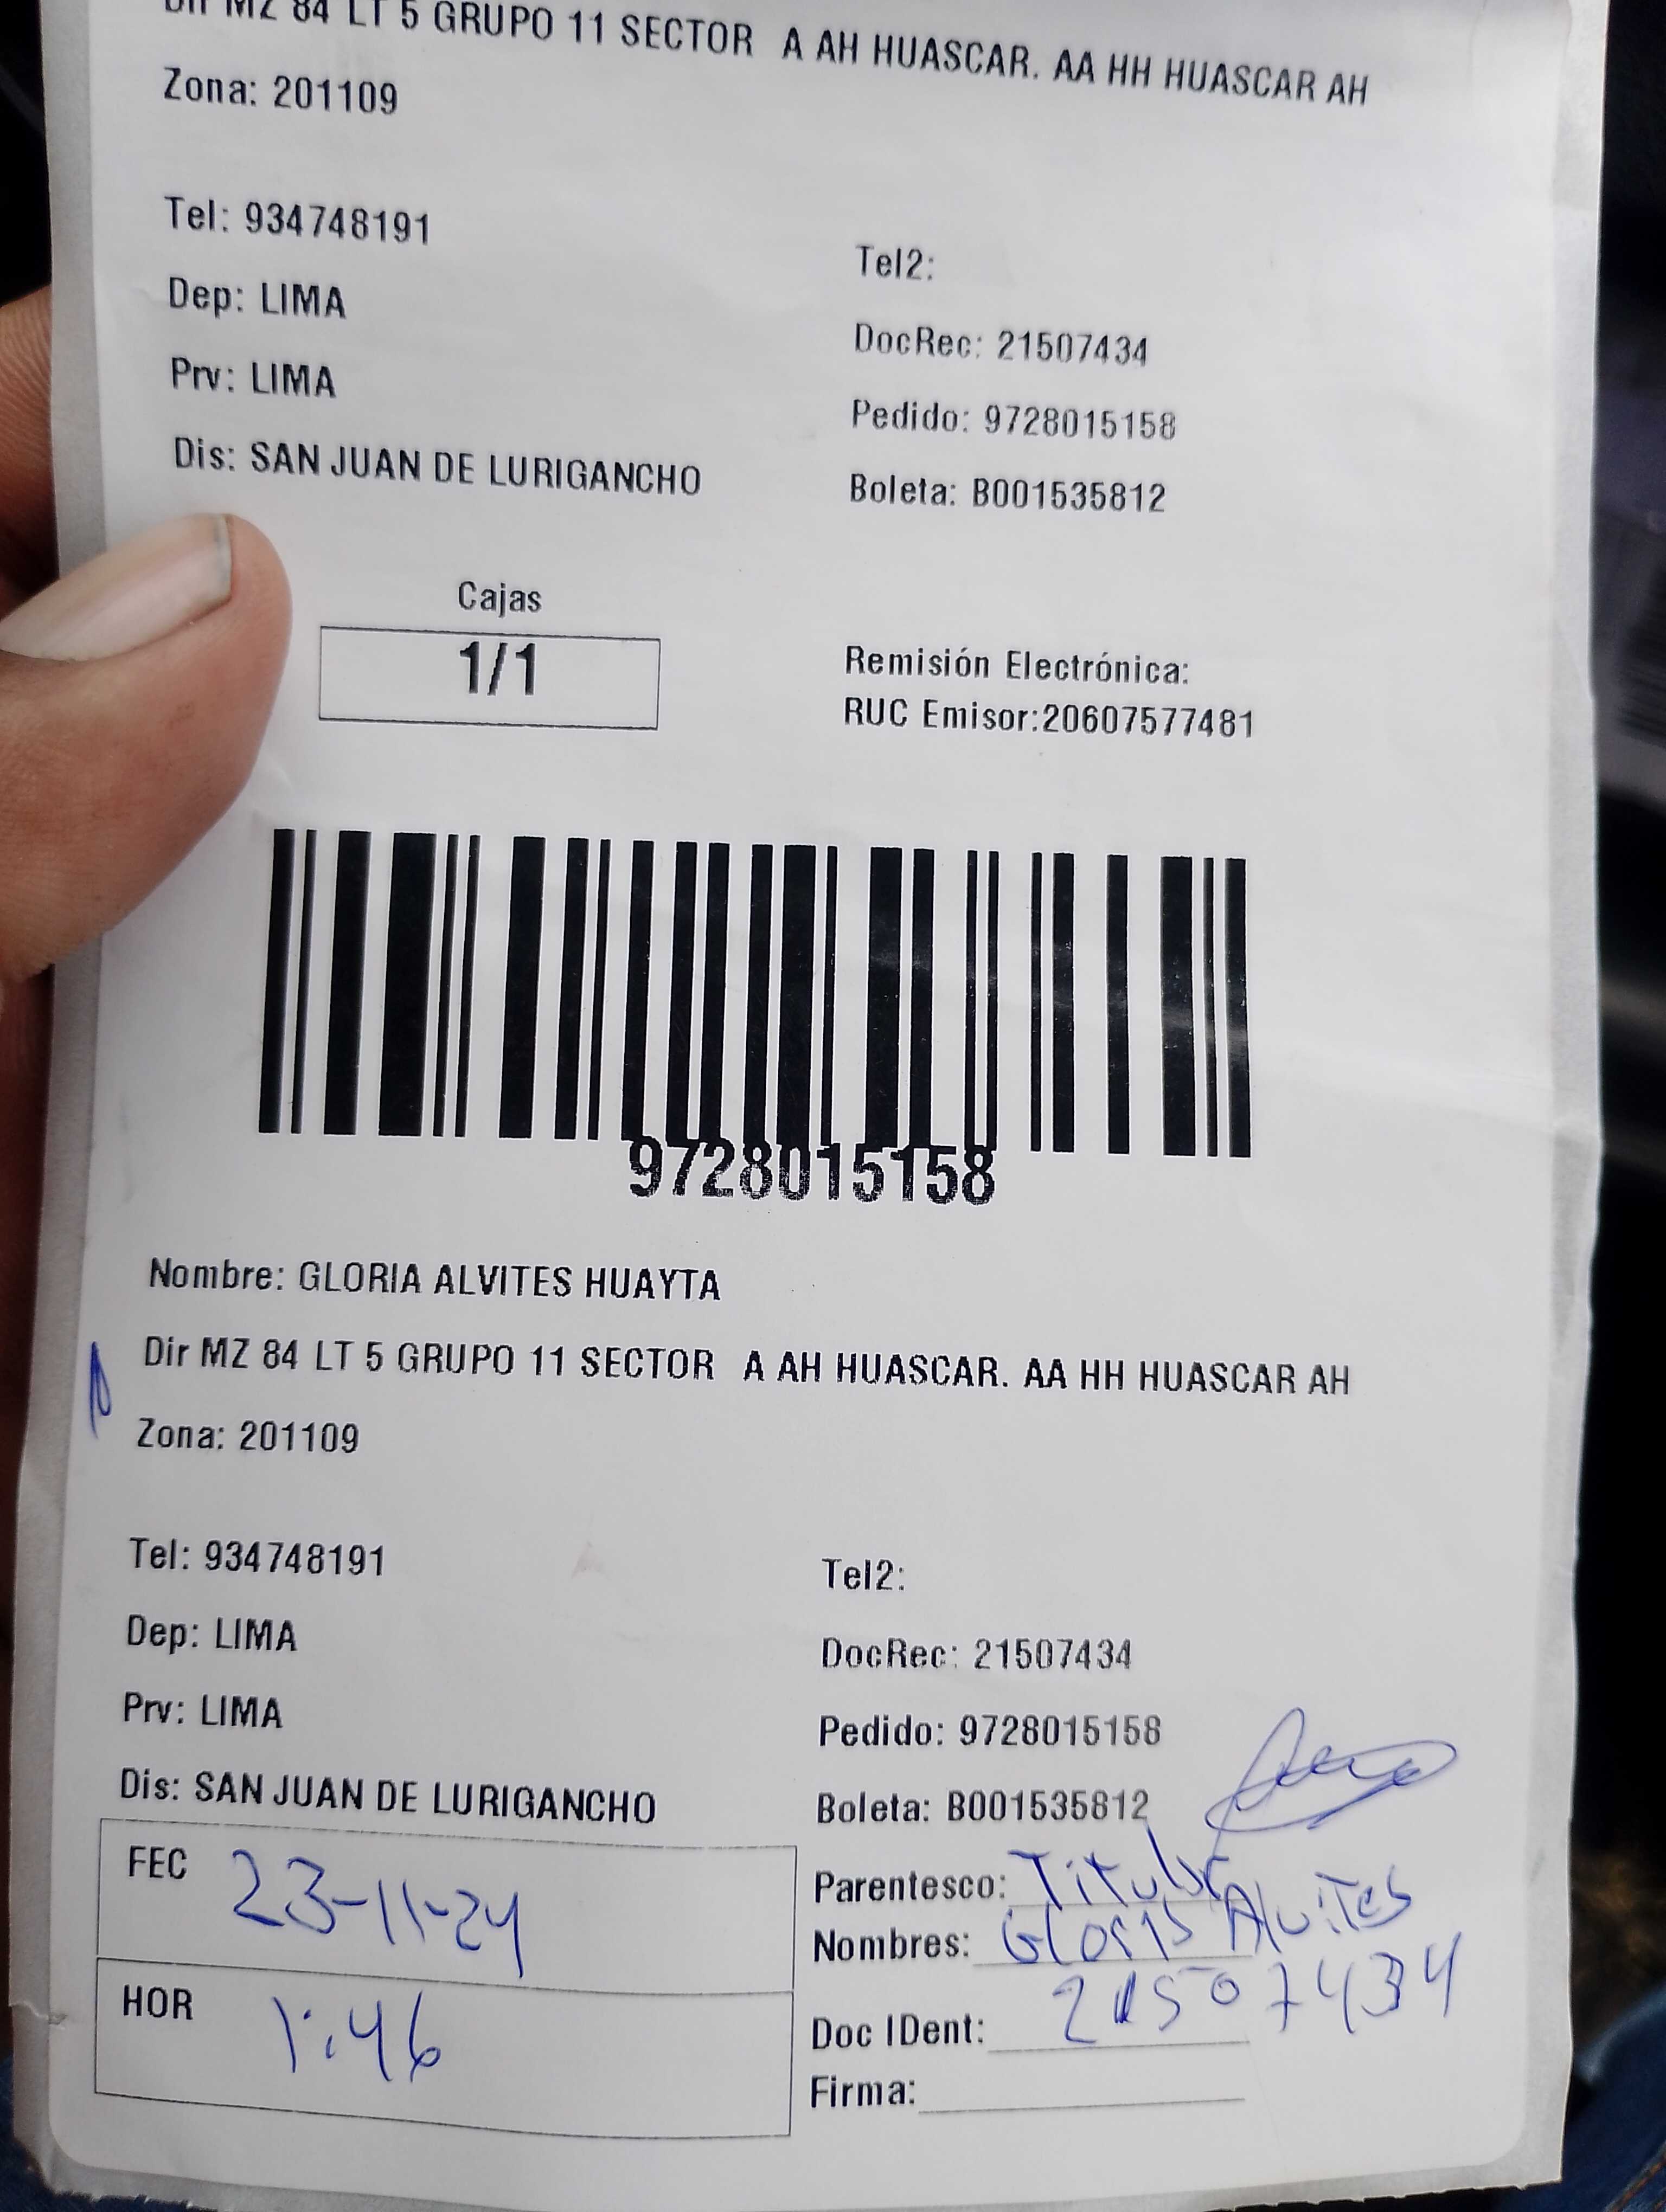 Dir MZ 84 LT 5 GRUPO 11 SECTOR A AH HUASCAR. AA HH HUASCAR AH
Zona: 201109
Tel: 934748191
Tel2:
Dep: LIMA
DocRec: 21507434
Prv: LIMA
Pedido: 9728015158
Dis: SAN JUAN DE LURIGANCHO
Boleta: B001535812
Cajas
1/1
Remisión Electrónica:
RUC Emisor:20607577481
9728015158
Nombre: GLORIA ALVITES HUAYTA
Dir MZ 84 LT 5 GRUPO 11 SECTOR A AH HUASCAR. AA HH HUASCAR AH
Zona: 201109
Tel: 934748191
Tel2:
Dep: LIMA
DocRec: 21507434
Prv: LIMA
Pedido: 9728015158
Dis: SAN JUAN DE LURIGANCHO
Boleta: B001535812
FEC 23-11-24
Parentesco: Titular
Nombres: Gloria Alvites
HOR 1:46
Doc IDent: 21507434
Firma: